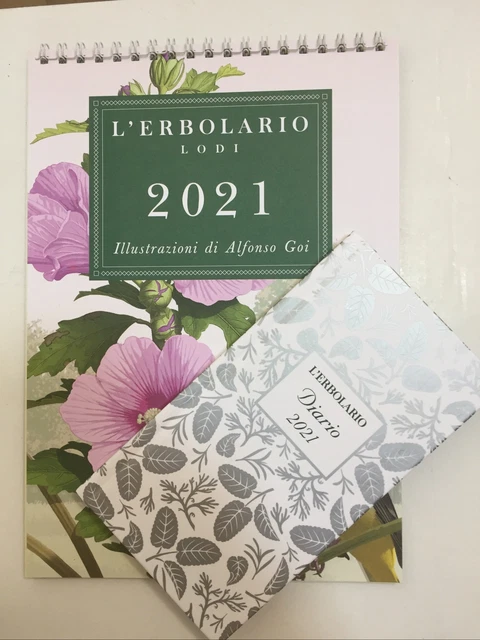 L'ERBOLARIO
LODI
2021
Illustrazioni di Alfonso Goi
L'ERBOLARIO
Diario
2021